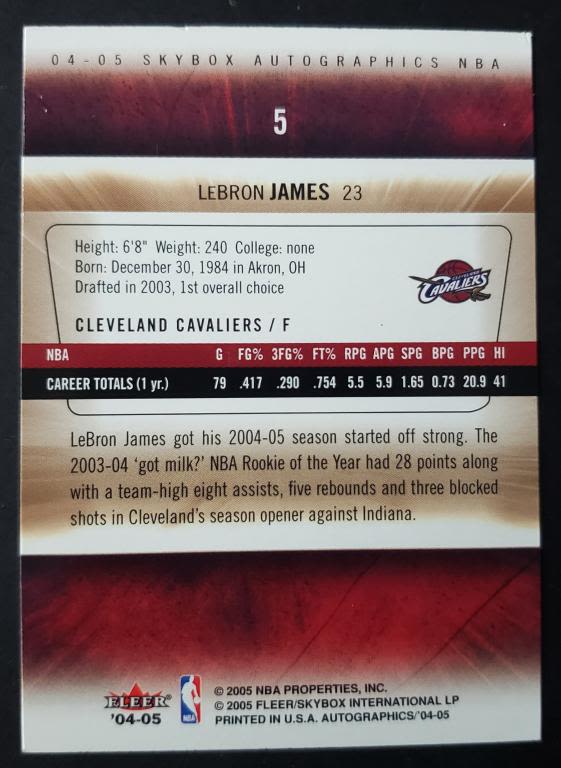 04-05 SKYBOX AUTOGRAPHICS NBA
5
LEBRON JAMES 23
Height: 6'8" Weight: 240 College: none
Born: December 30, 1984 in Akron, OH
Drafted in 2003, 1st overall choice
CLEVELAND CAVALIERS
CLEVELAND CAVALIERS / F
NBA G FG% 3FG% FT% RPG APG SPG BPG PPG HI
CAREER TOTALS (1 yr.) 79 .417 .290 .754 5.5 5.9 1.65 0.73 20.9 41
LeBron James got his 2004-05 season started off strong. The
2003-04 'got milk?' NBA Rookie of the Year had 28 points along
with a team-high eight assists, five rebounds and three blocked
shots in Cleveland's season opener against Indiana.
FLEER
'04-05
NBA
© 2005 NBA PROPERTIES, INC.
© 2005 FLEER/SKYBOX INTERNATIONAL LP
PRINTED IN U.S.A. AUTOGRAPHICS/'04-05